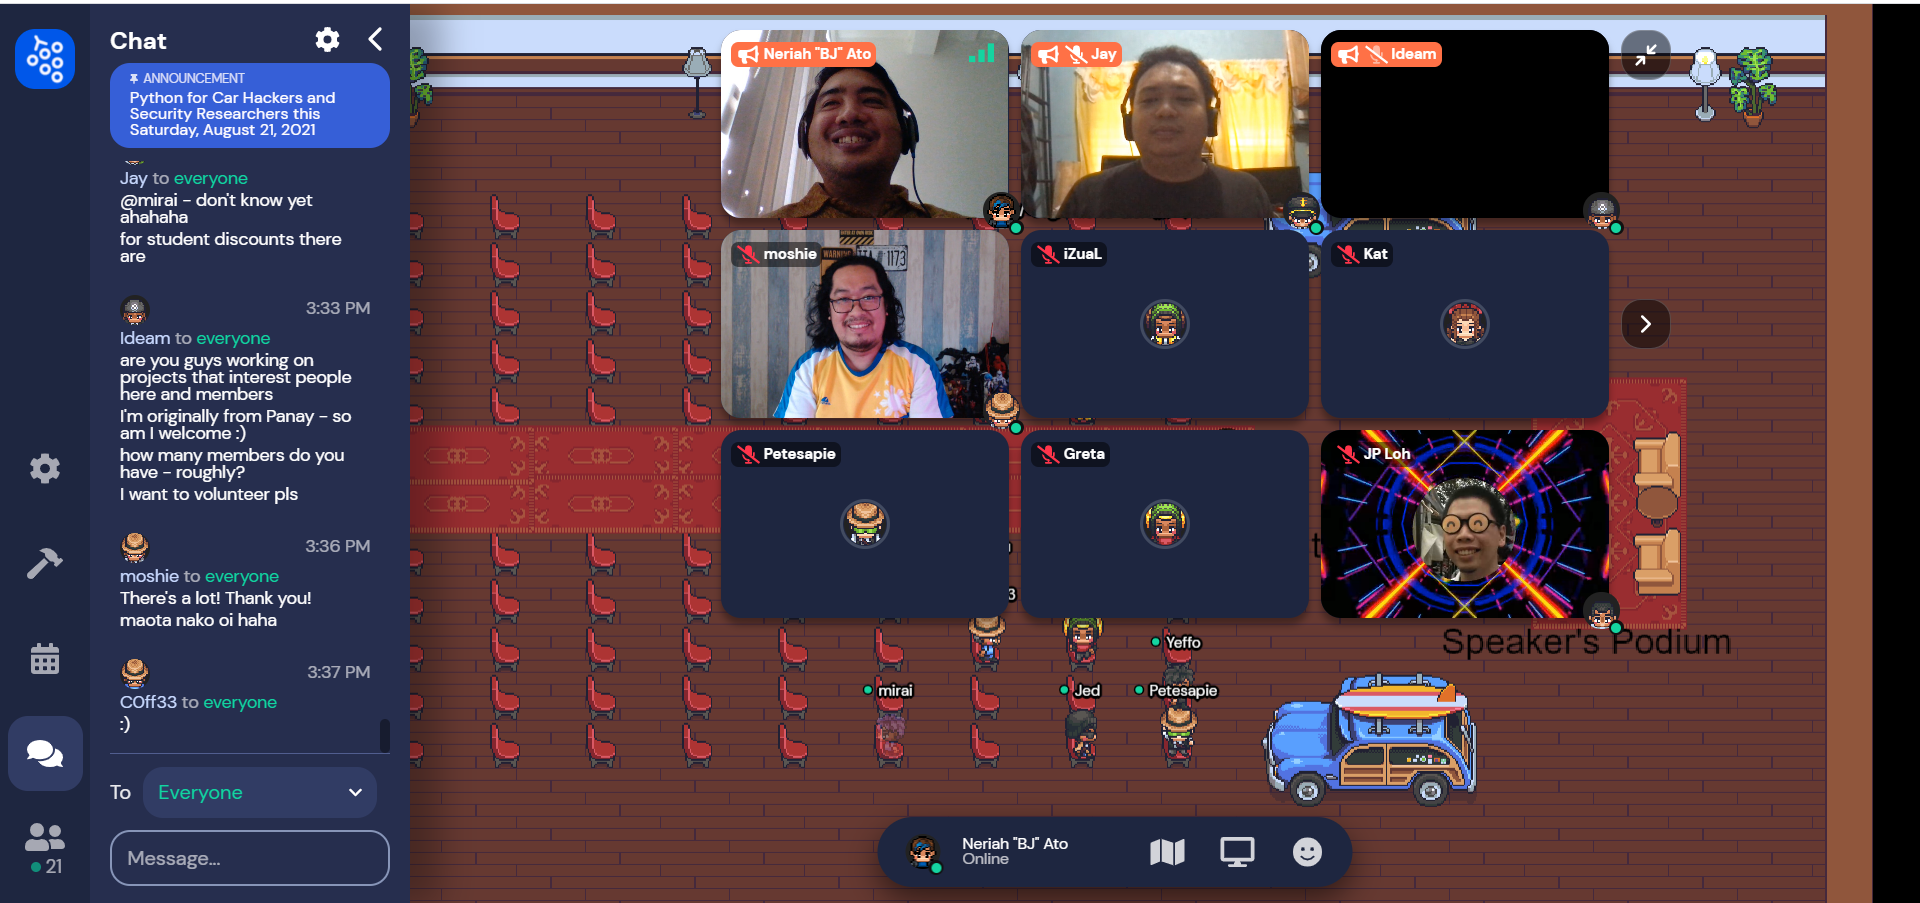 Chat
ANNOUNCEMENT
Python for Car Hackers and
Security Researchers this
Saturday, August 21, 2021
Jay to everyone
@mirai - don't know yet
ahahaha
for student discounts there
are
3:33 PM
Ideam to everyone
are you guys working on
projects that interest people
here and members
I'm originally from Panay - so
am I welcome :)
how many members do you
have - roughly?
I want to volunteer pls
3:36 PM
moshie to everyone
There's a lot! Thank you!
maota nako oi haha
3:37 PM
C0ff33 to everyone
:)
To
Everyone
Message...
21
Neriah "BJ" Ato
Jay
Ideam
moshie
WARNING
1173
iZuaL
Kat
Petesapie
Greta
JP Loh
3
Speaker's Podium
Yeffo
mirai
Jed
Petesapie
Neriah "BJ" Ato
Online